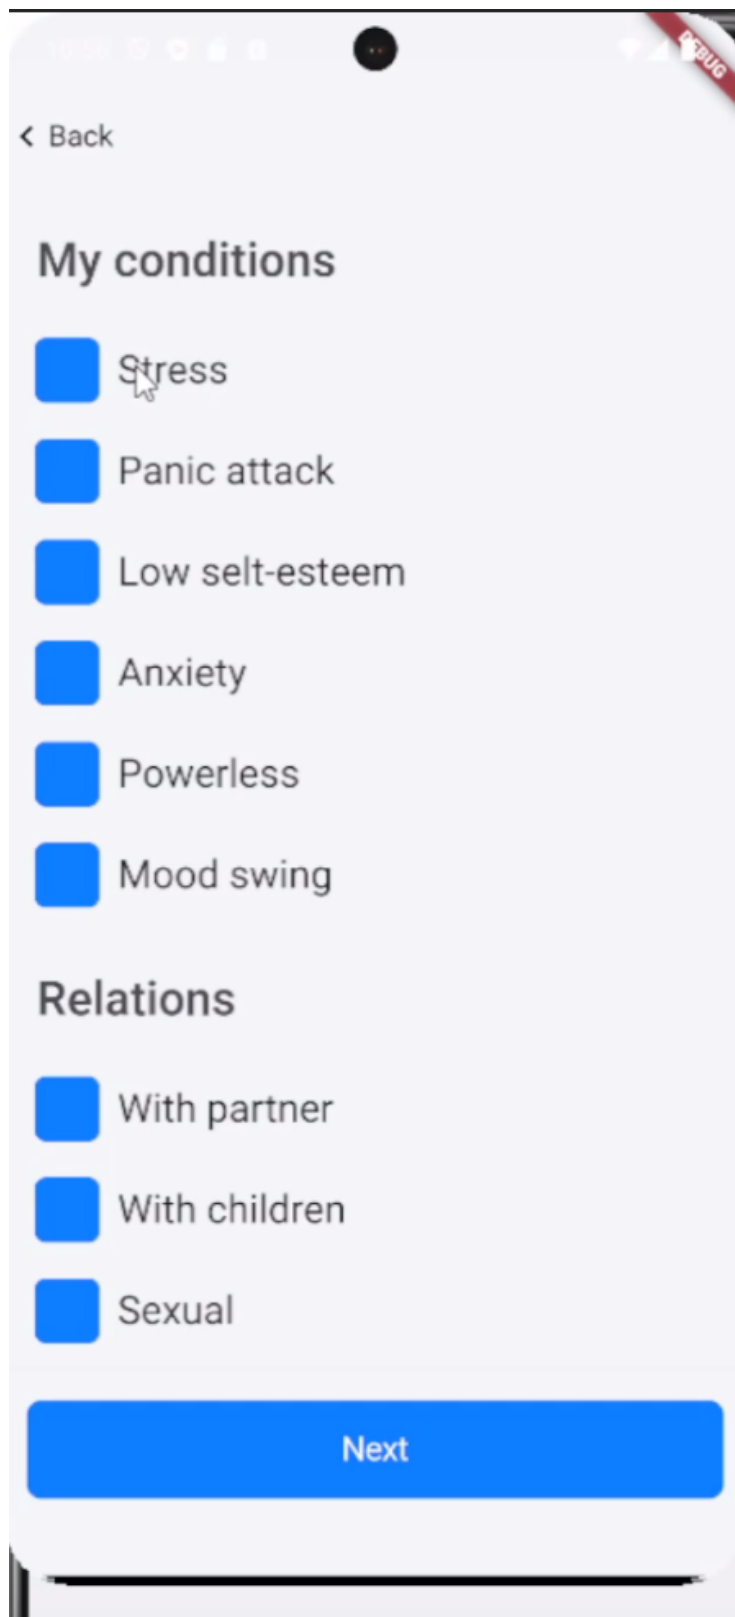 DEBUG
Back
My conditions
Stress
Panic attack
Low selt-esteem
Anxiety
Powerless
Mood swing
Relations
With partner
With children
Sexual
Next